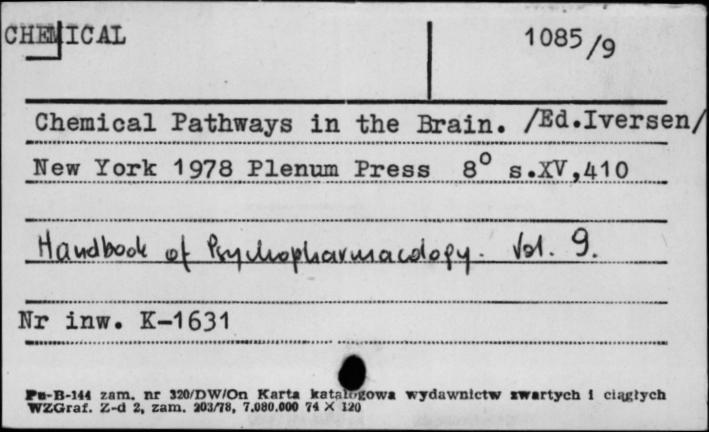 CHEMICAL 1085/9
Chemical Pathways in the Brain. /Ed.Iversen/
New York 1978 Plenum Press 8° s.XV,410
Handbook of Psychopharmacology. Vol. 9.
Nr inw. K-1631
Pu-B-144 zam. nr 320/DW/On Karta katalogowa wydawnictw zwartych i ciągłych
WZGraf. Z-d 2, zam. 203/78, 7.080.000 74 X 120